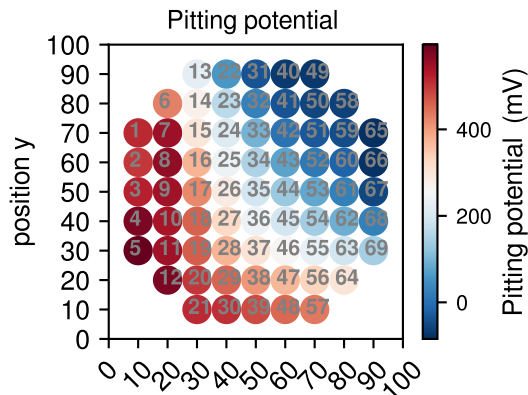 Pitting potential
100
90
80
70
60
50
40
30
20
10
0
position y
13 22 31 40 49
6 14 23 32 41 50 58
1 7 15 24 33 42 51 59 65
2 8 16 25 34 43 52 60 66
3 9 17 26 35 44 53 61 67
4 10 18 27 36 45 54 62 68
5 11 19 28 37 46 55 63 69
12 20 29 38 47 56 64
21 30 39 48 57
0 10 20 30 40 50 60 70 80 90 100
400
200
0
Pitting potential (mV)